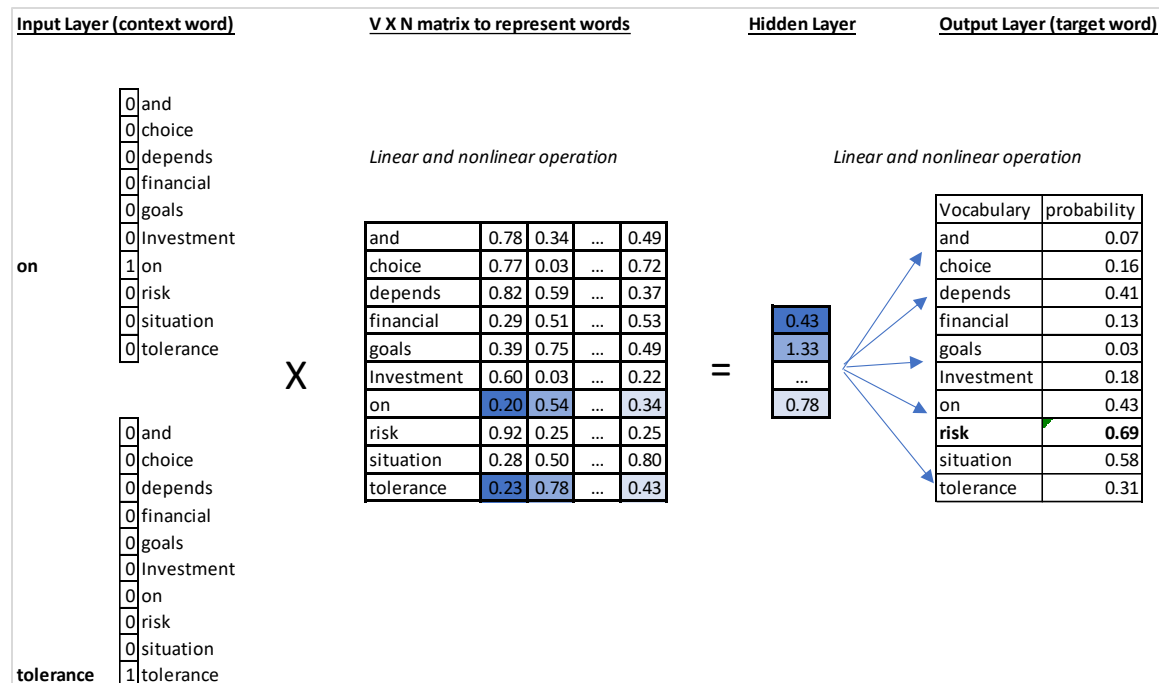 Input Layer (context word)
V X N matrix to represent words
Hidden Layer
Output Layer (target word)
0 and
0 choice
0 depends
0 financial
0 goals
0 Investment
on 1 on
0 risk
0 situation
0 tolerance
0 and
0 choice
0 depends
0 financial
0 goals
0 Investment
0 on
0 risk
0 situation
tolerance 1 tolerance
X
Linear and nonlinear operation
and 0.78 0.34 ... 0.49
choice 0.77 0.03 ... 0.72
depends 0.82 0.59 ... 0.37
financial 0.29 0.51 ... 0.53
goals 0.39 0.75 ... 0.49
Investment 0.60 0.03 ... 0.22
on 0.20 0.54 ... 0.34
risk 0.92 0.25 ... 0.25
situation 0.28 0.50 ... 0.80
tolerance 0.23 0.78 ... 0.43
=
0.43
1.33
...
0.78
Linear and nonlinear operation
Vocabulary probability
and 0.07
choice 0.16
depends 0.41
financial 0.13
goals 0.03
Investment 0.18
on 0.43
risk 0.69
situation 0.58
tolerance 0.31